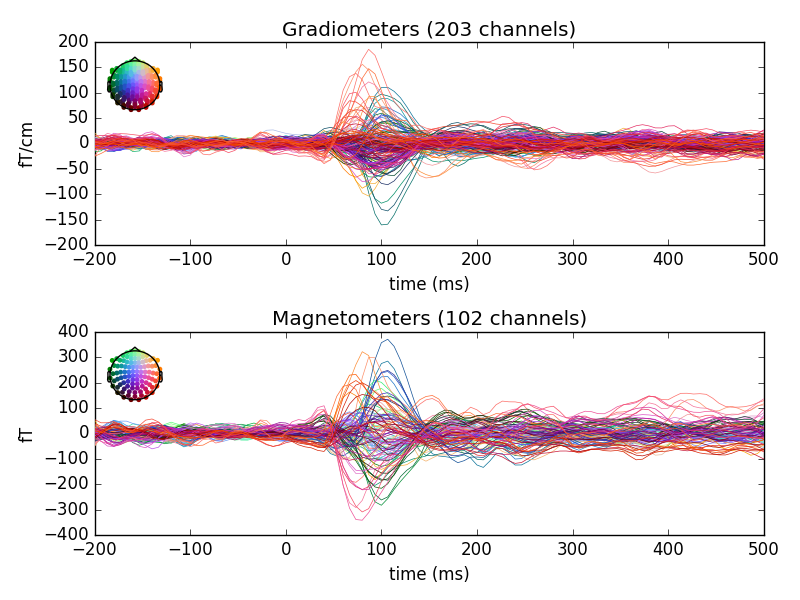 Gradiometers (203 channels)
200
150
100
50
0
−50
−100
−150
−200
fT/cm
−200 −100 0 100 200 300 400 500
time (ms)
Magnetometers (102 channels)
400
300
200
100
0
−100
−200
−300
−400
fT
−200 −100 0 100 200 300 400 500
time (ms)